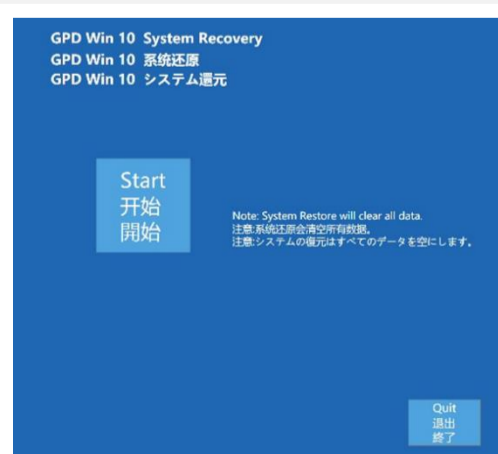 GPD Win 10 System Recovery
GPD Win 10 系统还原
GPD Win 10 システム還元
Start
开始
開始
Note: System Restore will clear all data.
注意:系统还原会清空所有数据。
注意:システムの復元はすべてのデータを空にします。
Quit
退出
終了